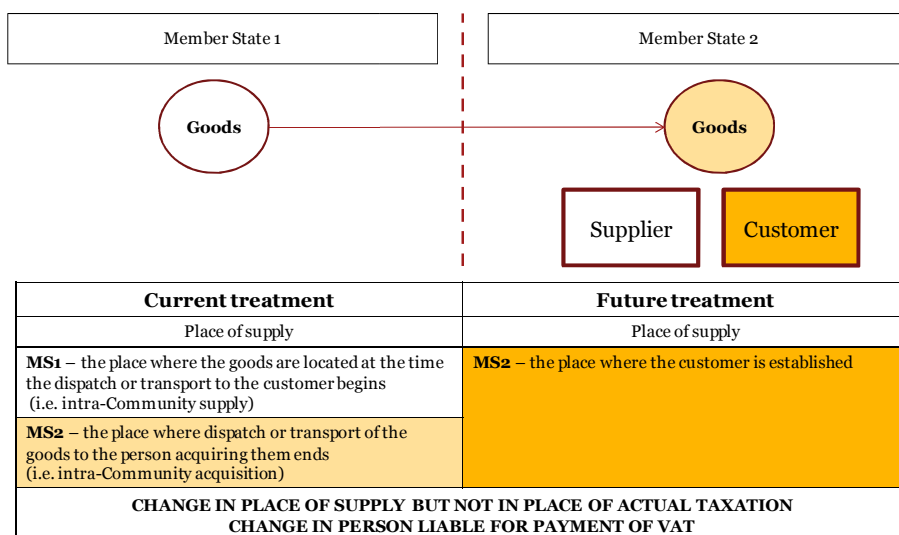 Member State 1
Member State 2
Goods
Goods
Supplier
Customer
Current treatment
Future treatment
Place of supply
Place of supply
MS1 – the place where the goods are located at the time
the dispatch or transport to the customer begins
(i.e. intra-Community supply)
MS2 – the place where the customer is established
MS2 – the place where dispatch or transport of the
goods to the person acquiring them ends
(i.e. intra-Community acquisition)
CHANGE IN PLACE OF SUPPLY BUT NOT IN PLACE OF ACTUAL TAXATION
CHANGE IN PERSON LIABLE FOR PAYMENT OF VAT